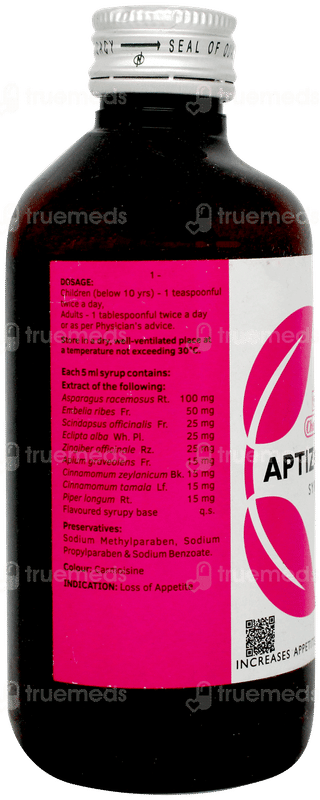 SEAL OF
truemeds
1 -
DOSAGE:
Children (below 10 yrs) - 1 teaspoonful
twice a day,
Adults - 1 tablespoonful twice a day
or as per Physician's advice.
Store in a dry, well-ventilated place at
a temperature not exceeding 30°C.
Each 5 ml syrup contains:
Extract of the following:
Asparagus racemosus Rt. 100 mg
Embelia ribes Fr. 50 mg
Scindapsus officinalis Fr. 25 mg
Eclipta alba Wh. Pl. 25 mg
Zingiber officinale Rz. 25 mg
Apium graveolens Fr. 15 mg
Cinnamomum zeylanicum Bk. 15 mg
Cinnamomum tamala Lf. 15 mg
Piper longum Rt. 15 mg
Flavoured syrupy base q.s.
Preservatives:
Sodium Methylparaben, Sodium
Propylparaben & Sodium Benzoate.
Colour: Carmoisine
INDICATION: Loss of Appetite
APTIZ
SY
INCREASES APPETIT